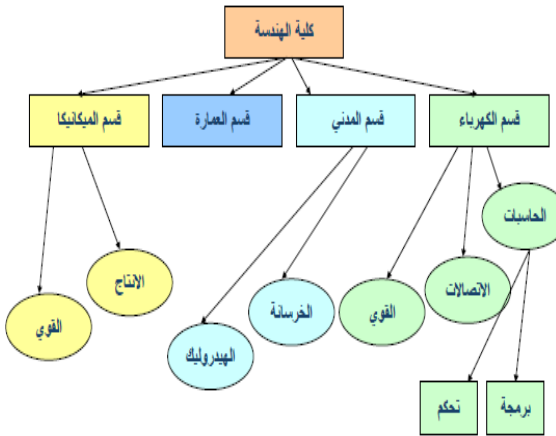 كلية الهندسة
قسم الكهرباء
قسم المدني
قسم العمارة
قسم الميكانيكا
الحاسبات
الاتصالات
القوي
الخرسانة
الهيدروليك
الانتاج
القوي
برمجة
تحكم